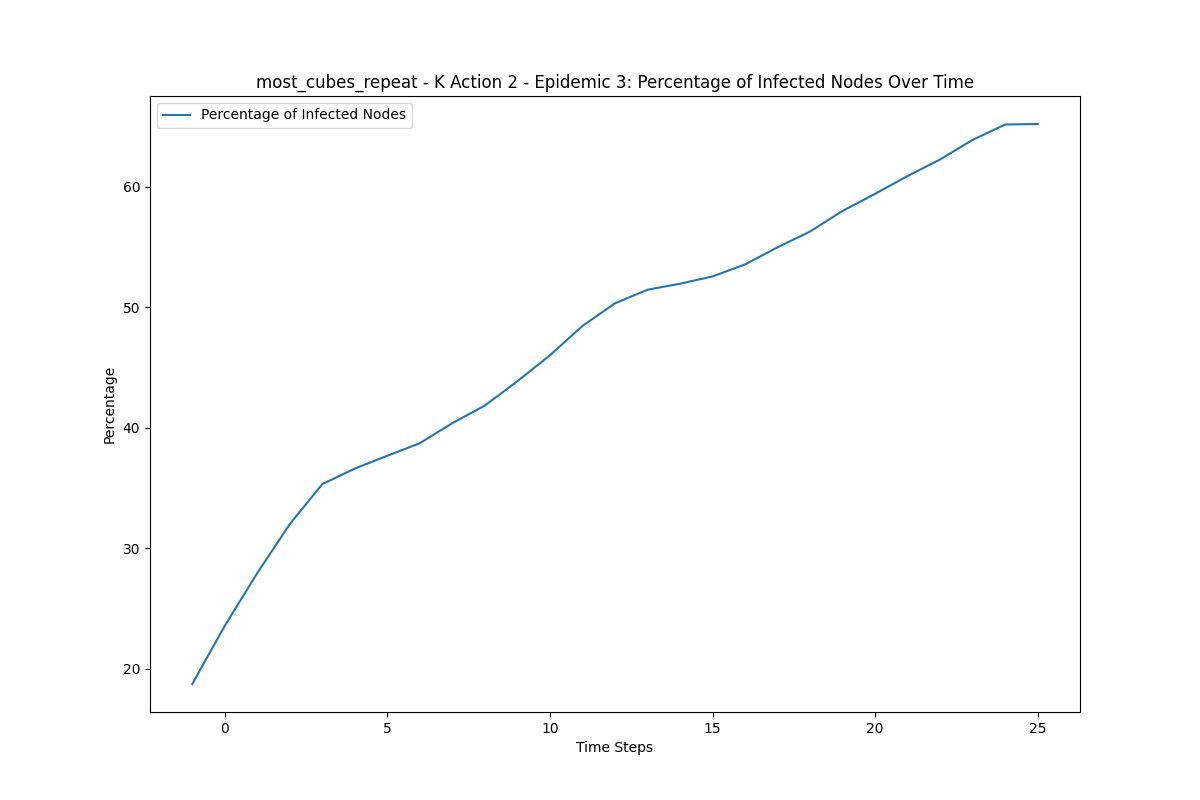 most_cubes_repeat - K Action 2 - Epidemic 3: Percentage of Infected Nodes Over Time
Percentage of Infected Nodes
60
50
40
30
20
Percentage
0 5 10 15 20 25
Time Steps